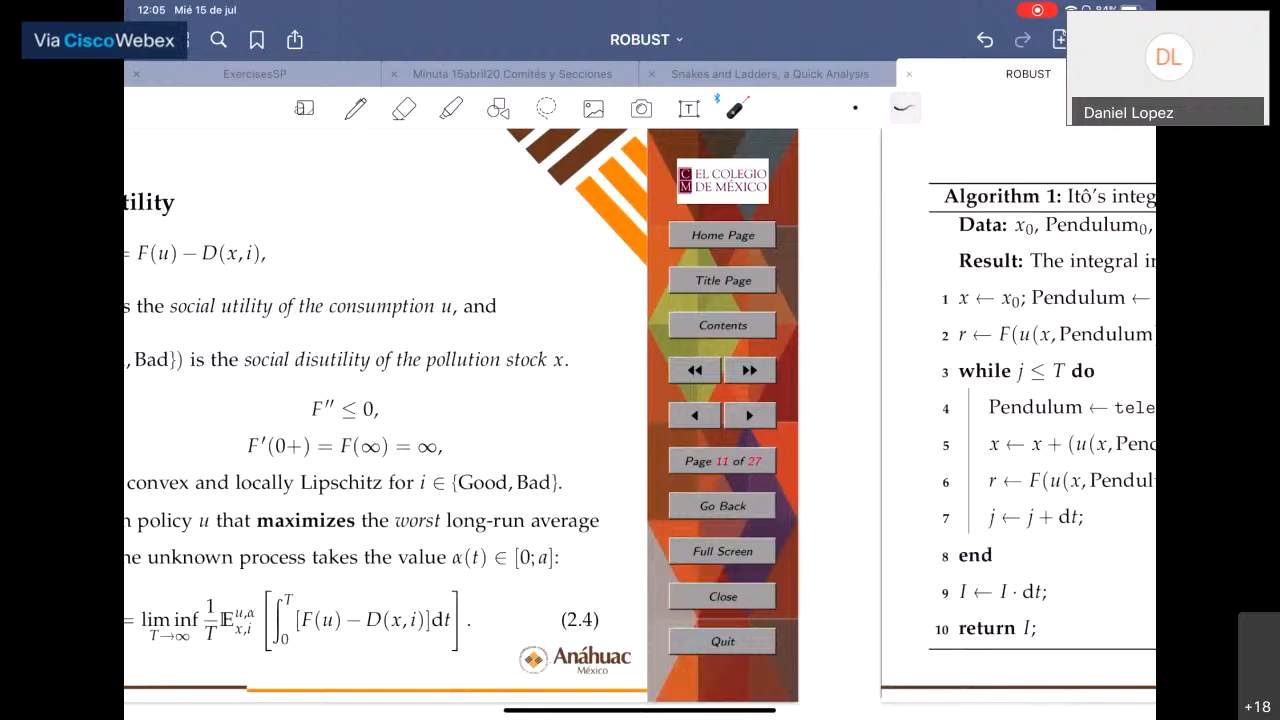 12:05 Mié 15 de jul
84%
Via CiscoWebex
ROBUST
DL
Daniel Lopez
ExercisesSP
Minuta 15abril20 Comités y Secciones
Snakes and Ladders, a Quick Analysis
ROBUST
tility
= F(u) − D(x, i),
s the social utility of the consumption u, and
, Bad}) is the social disutility of the pollution stock x.
F′′ ≤ 0,
F′(0+) = F(∞) = ∞,
convex and locally Lipschitz for i ∈ {Good, Bad}.
n policy u that maximizes the worst long-run average
he unknown process takes the value α(t) ∈ [0; a]:
= lim inf T→∞ 1/T 𝔼^{u,α}_{x,i} [∫_0^T [F(u) − D(x, i)]dt] . (2.4)
Anáhuac
México
EL COLEGIO
DE MÉXICO
Home Page
Title Page
Contents
Page 11 of 27
Go Back
Full Screen
Close
Quit
Algorithm 1: Itô's integ
Data: x0, Pendulum0,
Result: The integral i
1 x ← x0; Pendulum ←
2 r ← F(u(x, Pendulum
3 while j ≤ T do
4 Pendulum ← tele
5 x ← x + (u(x, Pen
6 r ← F(u(x, Pendul
7 j ← j + dt;
8 end
9 I ← I · dt;
10 return I;
+18